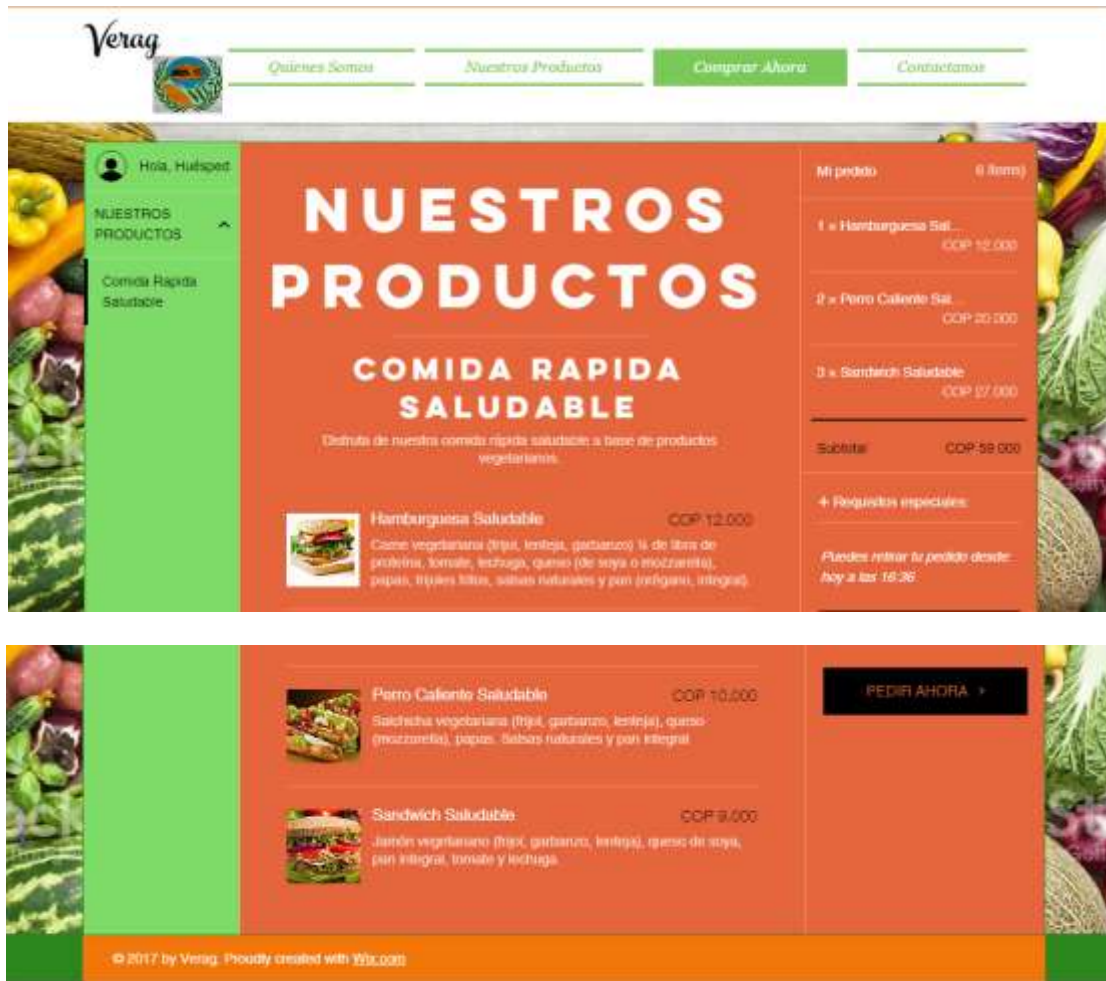 Verag
Quienes Somos
Nuestros Productos
Comprar Ahora
Contactanos
Hola, Huésped
NUESTROS
PRODUCTOS
Comida Rapida
Saludable
NUESTROS
PRODUCTOS
COMIDA RAPIDA
SALUDABLE
Disfruta de nuestra comida rápida saludable a base de productos
vegetarianos.
Hamburguesa Saludable COP 12.000
Carne vegetariana (frijol, lenteja, garbanzo) ¼ de libra de
proteina, tomate, lechuga, queso (de soya o mozzarella),
papas, frijoles fritos, salsas naturales y pan (orégano, integral).
Mi pedido 6 items)
1 × Hamburguesa Sal...
COP 12.000
2 × Perro Caliente Sal...
COP 20.000
3 × Sandwich Saludable
COP 27.000
Subtotal COP 59.000
+ Requisitos especiales:
Puedes retirar tu pedido desde:
hoy a las 16:36
Perro Caliente Saludable COP 10.000
Salchicha vegetariana (frijol, garbanzo, lenteja), queso
(mozzarella), papas. Salsas naturales y pan integral
Sandwich Saludable COP 9.000
Jamón vegetariano (frijol, garbanzo, lenteja), queso de soya,
pan integral, tomate y lechuga.
PEDIR AHORA >
© 2017 by Verag. Proudly created with Wix.com